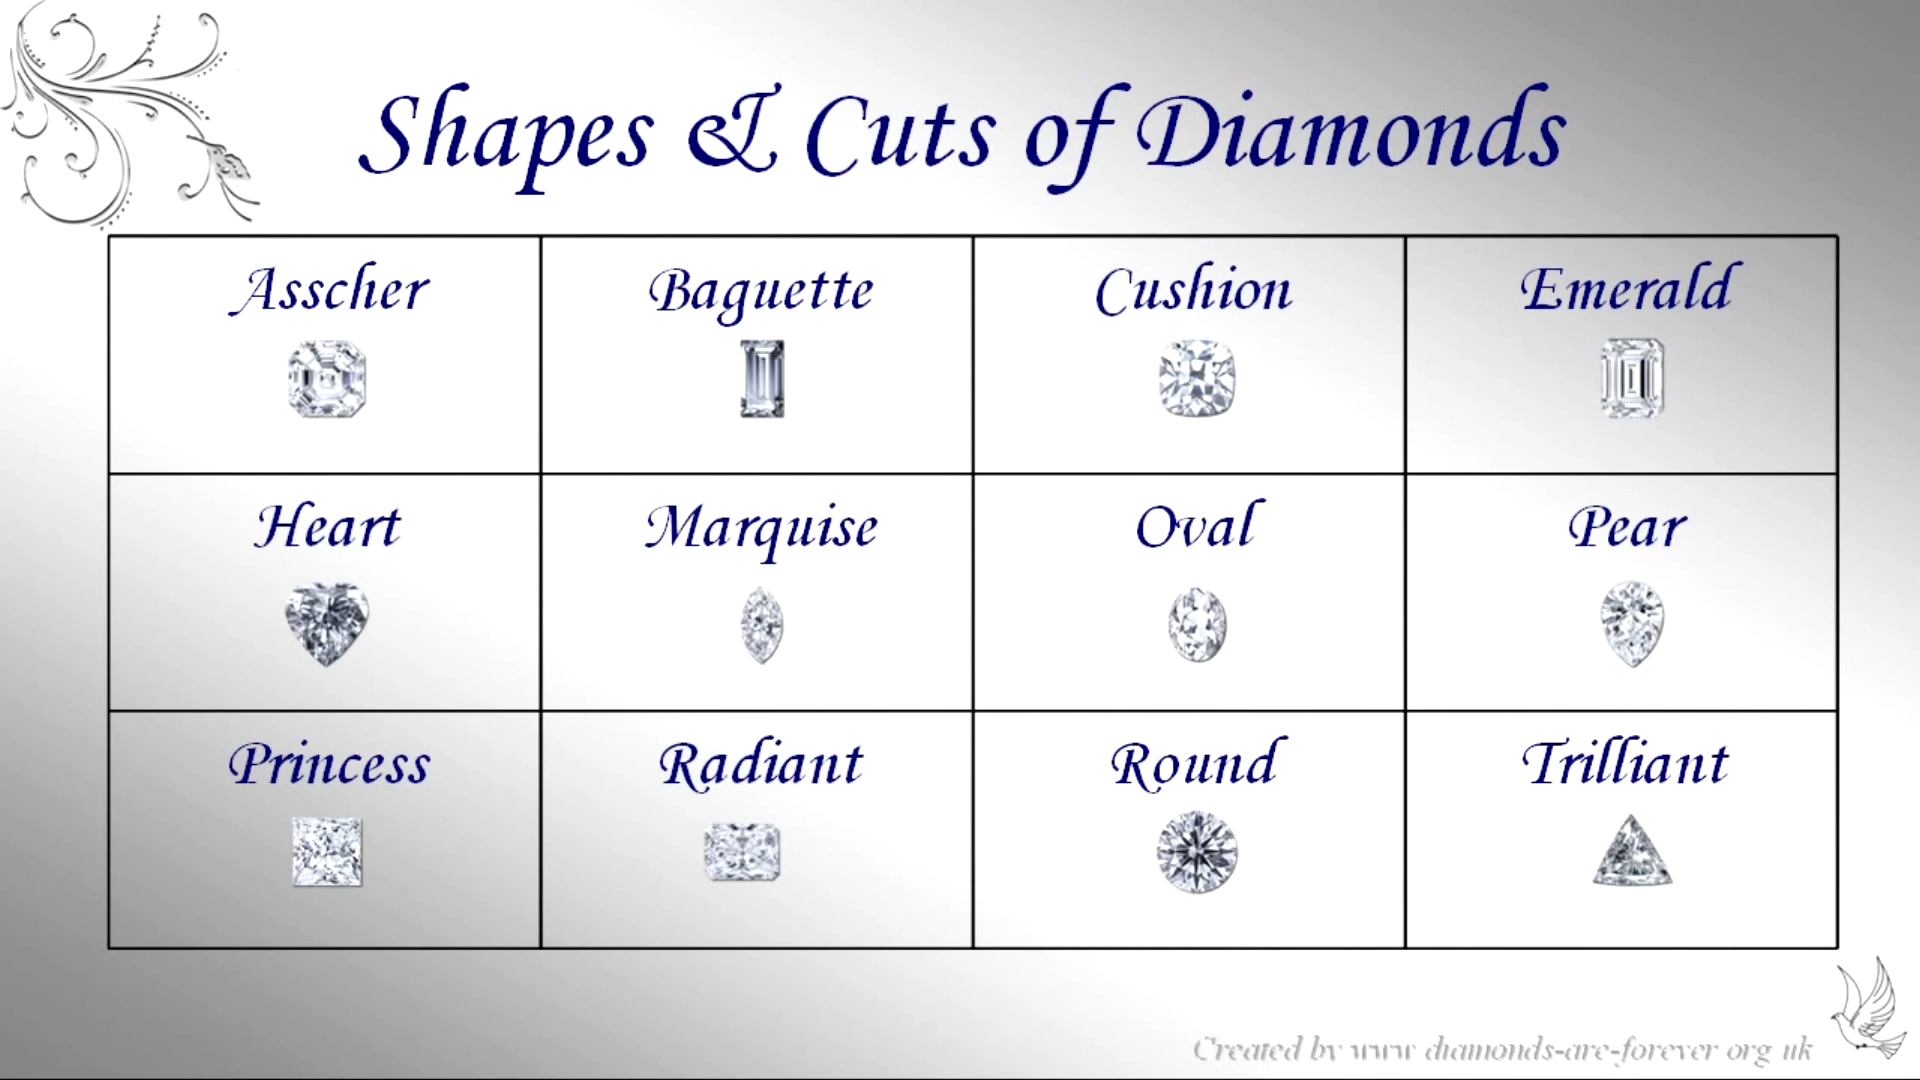 Shapes & Cuts of Diamonds
Asscher Baguette Cushion Emerald
Heart Marquise Oval Pear
Princess Radiant Round Trilliant
Created by www diamonds-are-forever org uk